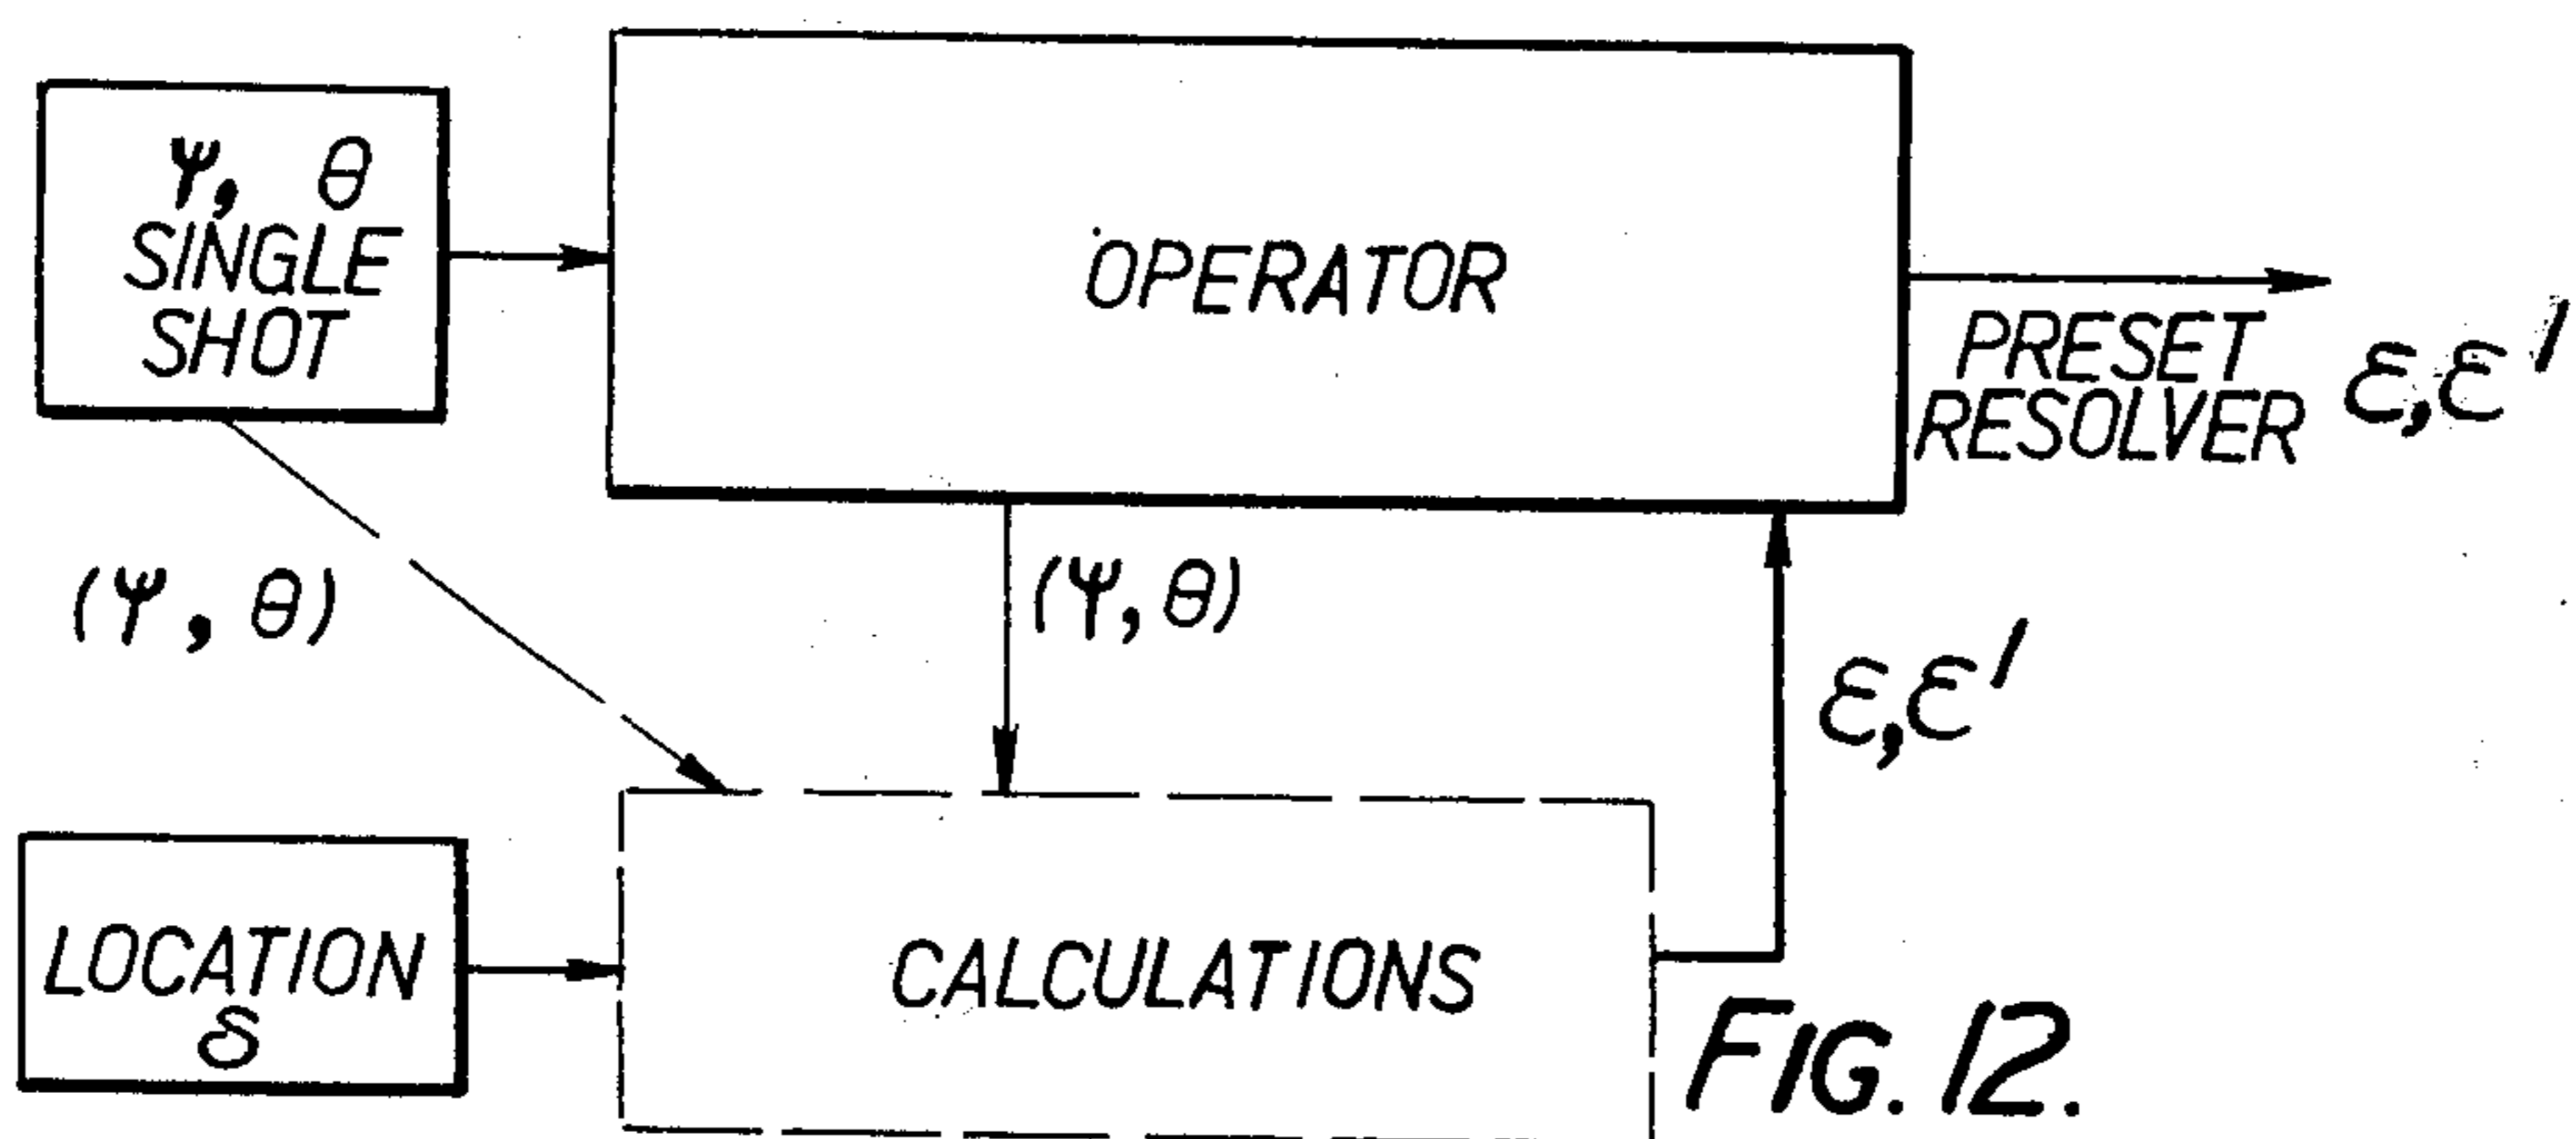 Ψ, θ
SINGLE
SHOT
OPERATOR
PRESET
RESOLVER
ε,ε'
(Ψ, θ)
(Ψ, θ)
ε,ε'
LOCATION
δ
CALCULATIONS
FIG. 12.